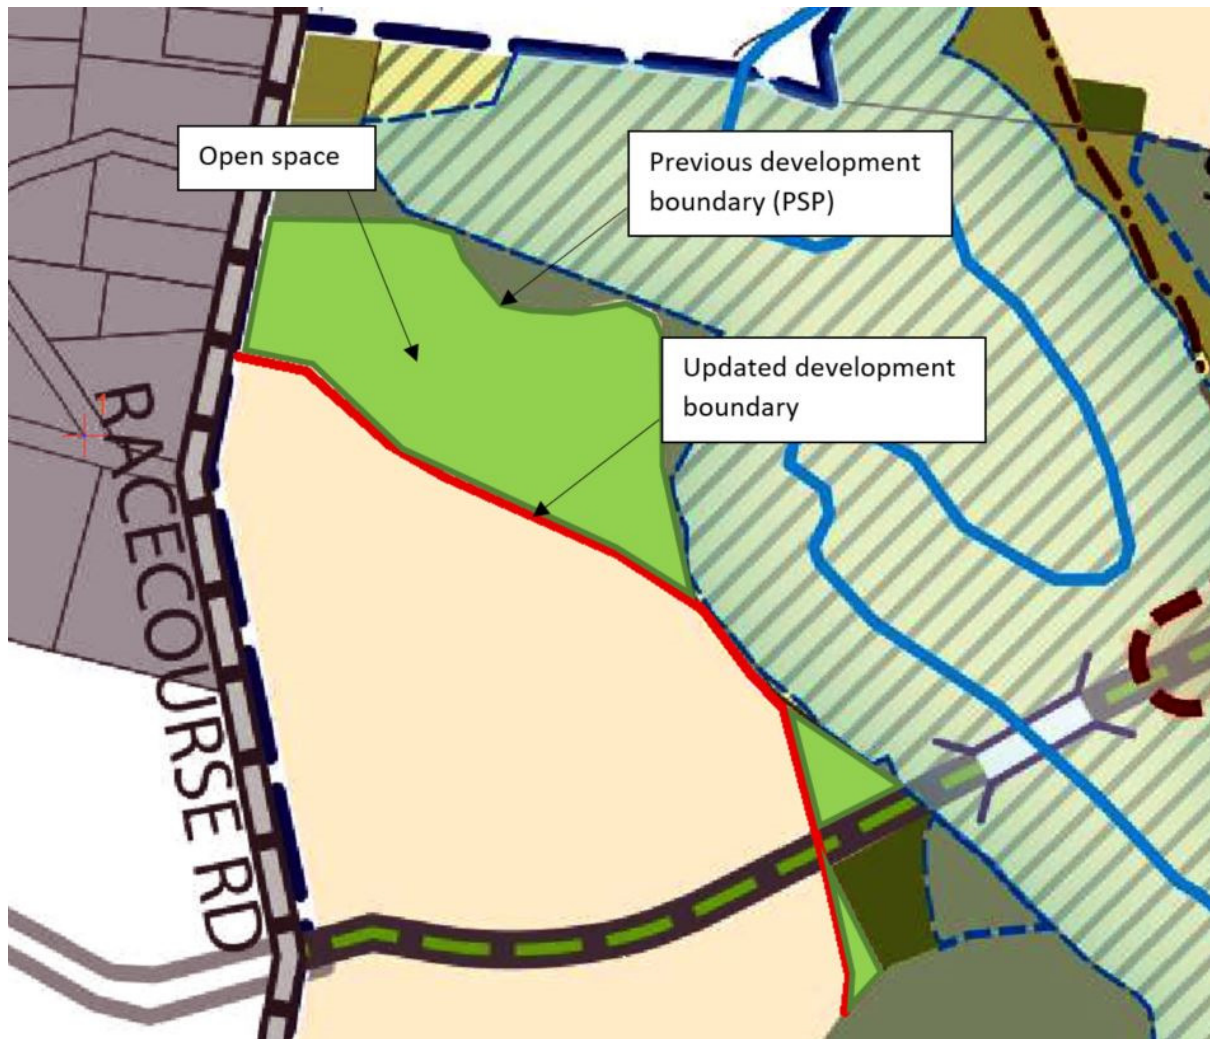 Open space
Previous development
boundary (PSP)
Updated development
boundary
RACECOURSE RD